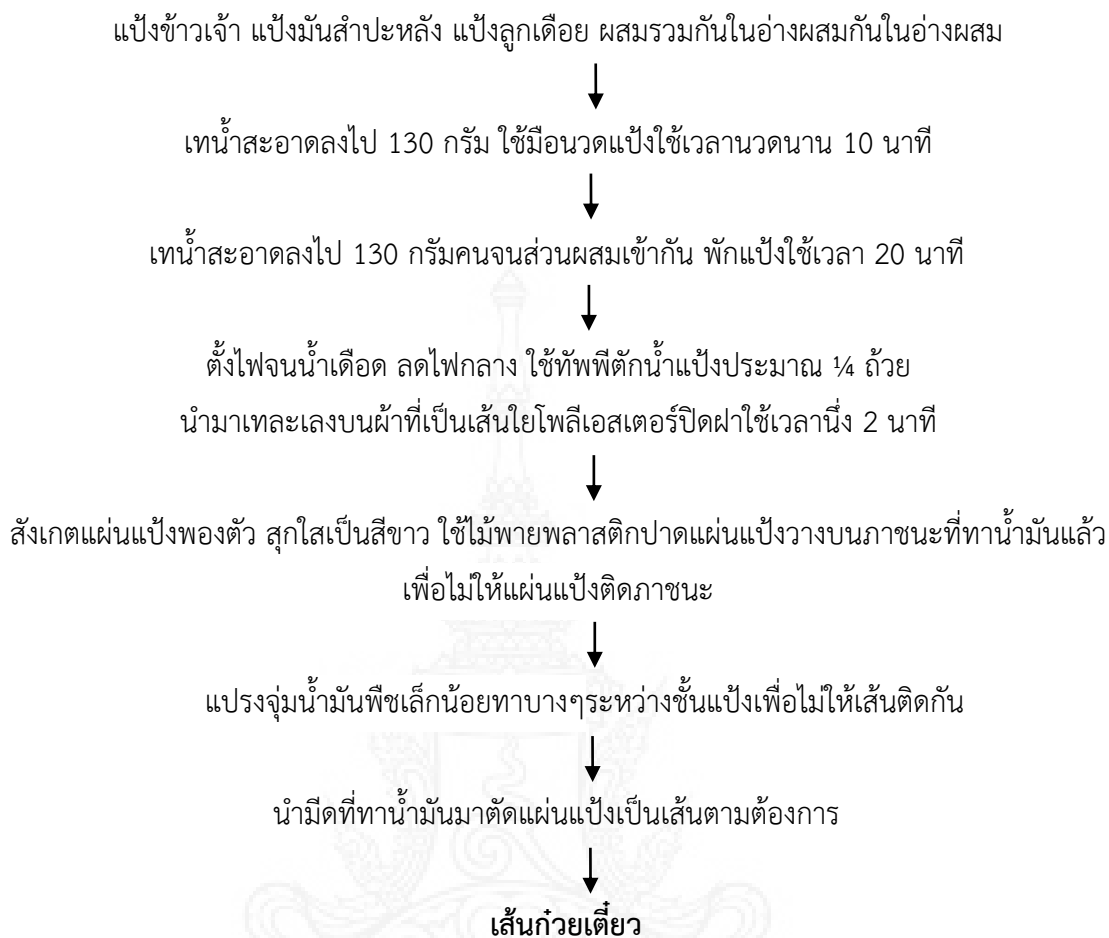 แป้งข้าวเจ้า แป้งมันสำปะหลัง แป้งลูกเดือย ผสมรวมกันในอ่างผสมกันในอ่างผสม
เทน้ำสะอาดลงไป 130 กรัม ใช้มือนวดแป้งใช้เวลานวดนาน 10 นาที
เทน้ำสะอาดลงไป 130 กรัมคนจนส่วนผสมเข้ากัน พักแป้งใช้เวลา 20 นาที
ตั้งไฟจนน้ำเดือด ลดไฟกลาง ใช้ทัพพีตักน้ำแป้งประมาณ ¼ ถ้วย
นำมาเทละเลงบนผ้าที่เป็นเส้นใยโพลีเอสเตอร์ปิดฝาใช้เวลานึ่ง 2 นาที
สังเกตแผ่นแป้งพองตัว สุกใสเป็นสีขาว ใช้ไม้พายพลาสติกปาดแผ่นแป้งวางบนภาชนะที่ทาน้ำมันแล้ว
เพื่อไม่ให้แผ่นแป้งติดภาชนะ
แปรงจุ่มน้ำมันพืชเล็กน้อยทาบางๆระหว่างชั้นแป้งเพื่อไม่ให้เส้นติดกัน
นำมีดที่ทาน้ำมันมาตัดแผ่นแป้งเป็นเส้นตามต้องการ
เส้นก๋วยเตี๋ยว